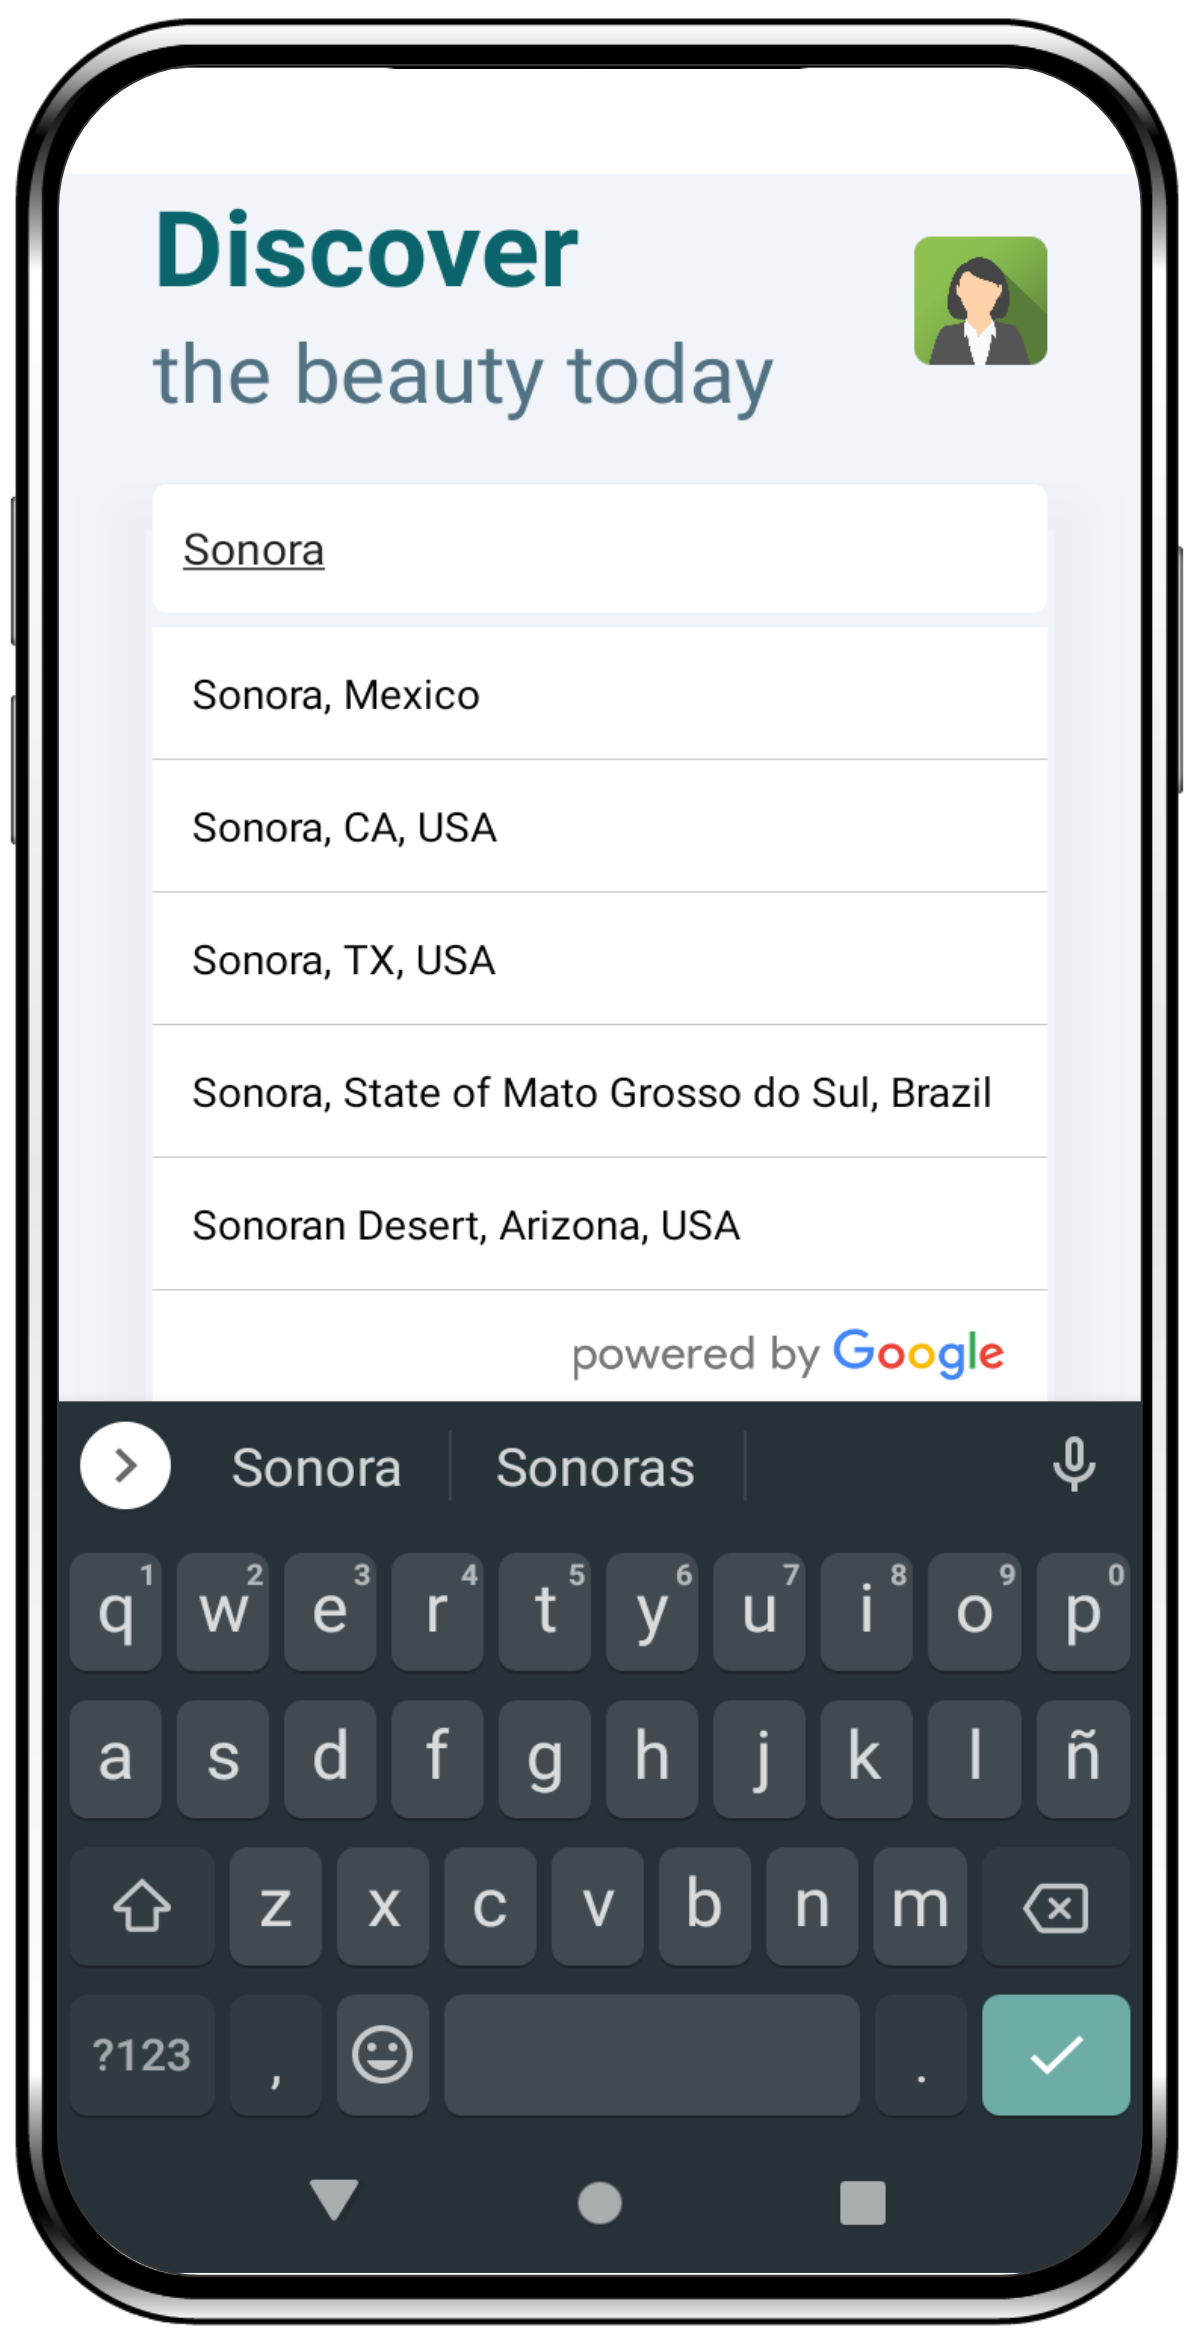 Discover
the beauty today
Sonora
Sonora, Mexico
Sonora, CA, USA
Sonora, TX, USA
Sonora, State of Mato Grosso do Sul, Brazil
Sonoran Desert, Arizona, USA
powered by Google
Sonora Sonoras
1 2 3 4 5 6 7 8 9 0
q w e r t y u i o p
a s d f g h j k l ñ
z x c v b n m
?123 , .